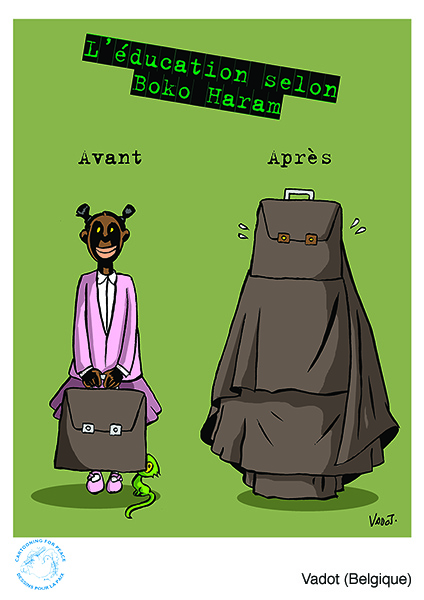 L'éducation selon
Boko Haram
Avant
Après
VADOT.
CARTOONING FOR PEACE
DESSINS POUR LA PAIX
Vadot (Belgique)